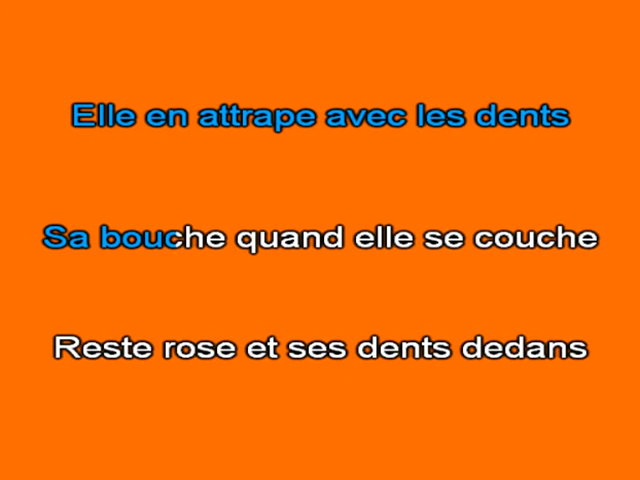 Elle en attrape avec les dents
Sa bouche quand elle se couche
Reste rose et ses dents dedans